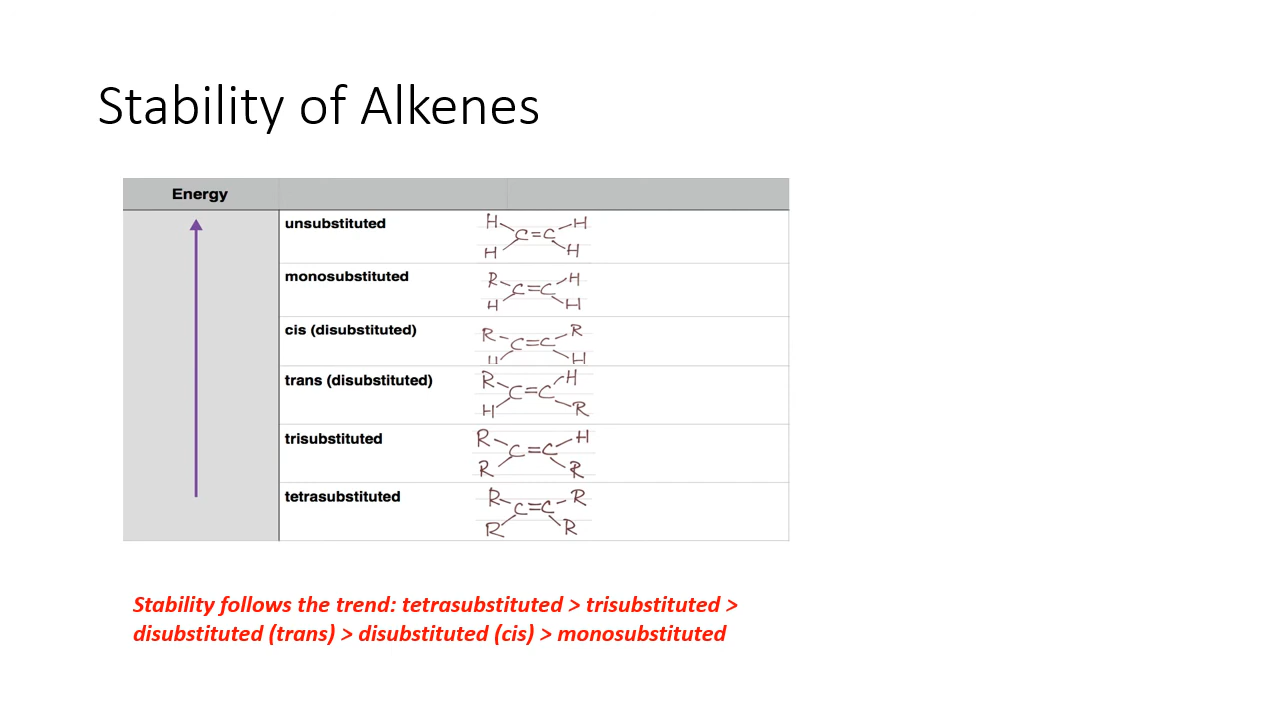 Stability of Alkenes
Energy
unsubstituted
H H
C=C
H H
monosubstituted
R H
C=C
H H
cis (disubstituted)
R R
C=C
H H
trans (disubstituted)
R H
C=C
H R
trisubstituted
R H
C=C
R R
tetrasubstituted
R R
C=C
R R
Stability follows the trend: tetrasubstituted > trisubstituted >
disubstituted (trans) > disubstituted (cis) > monosubstituted